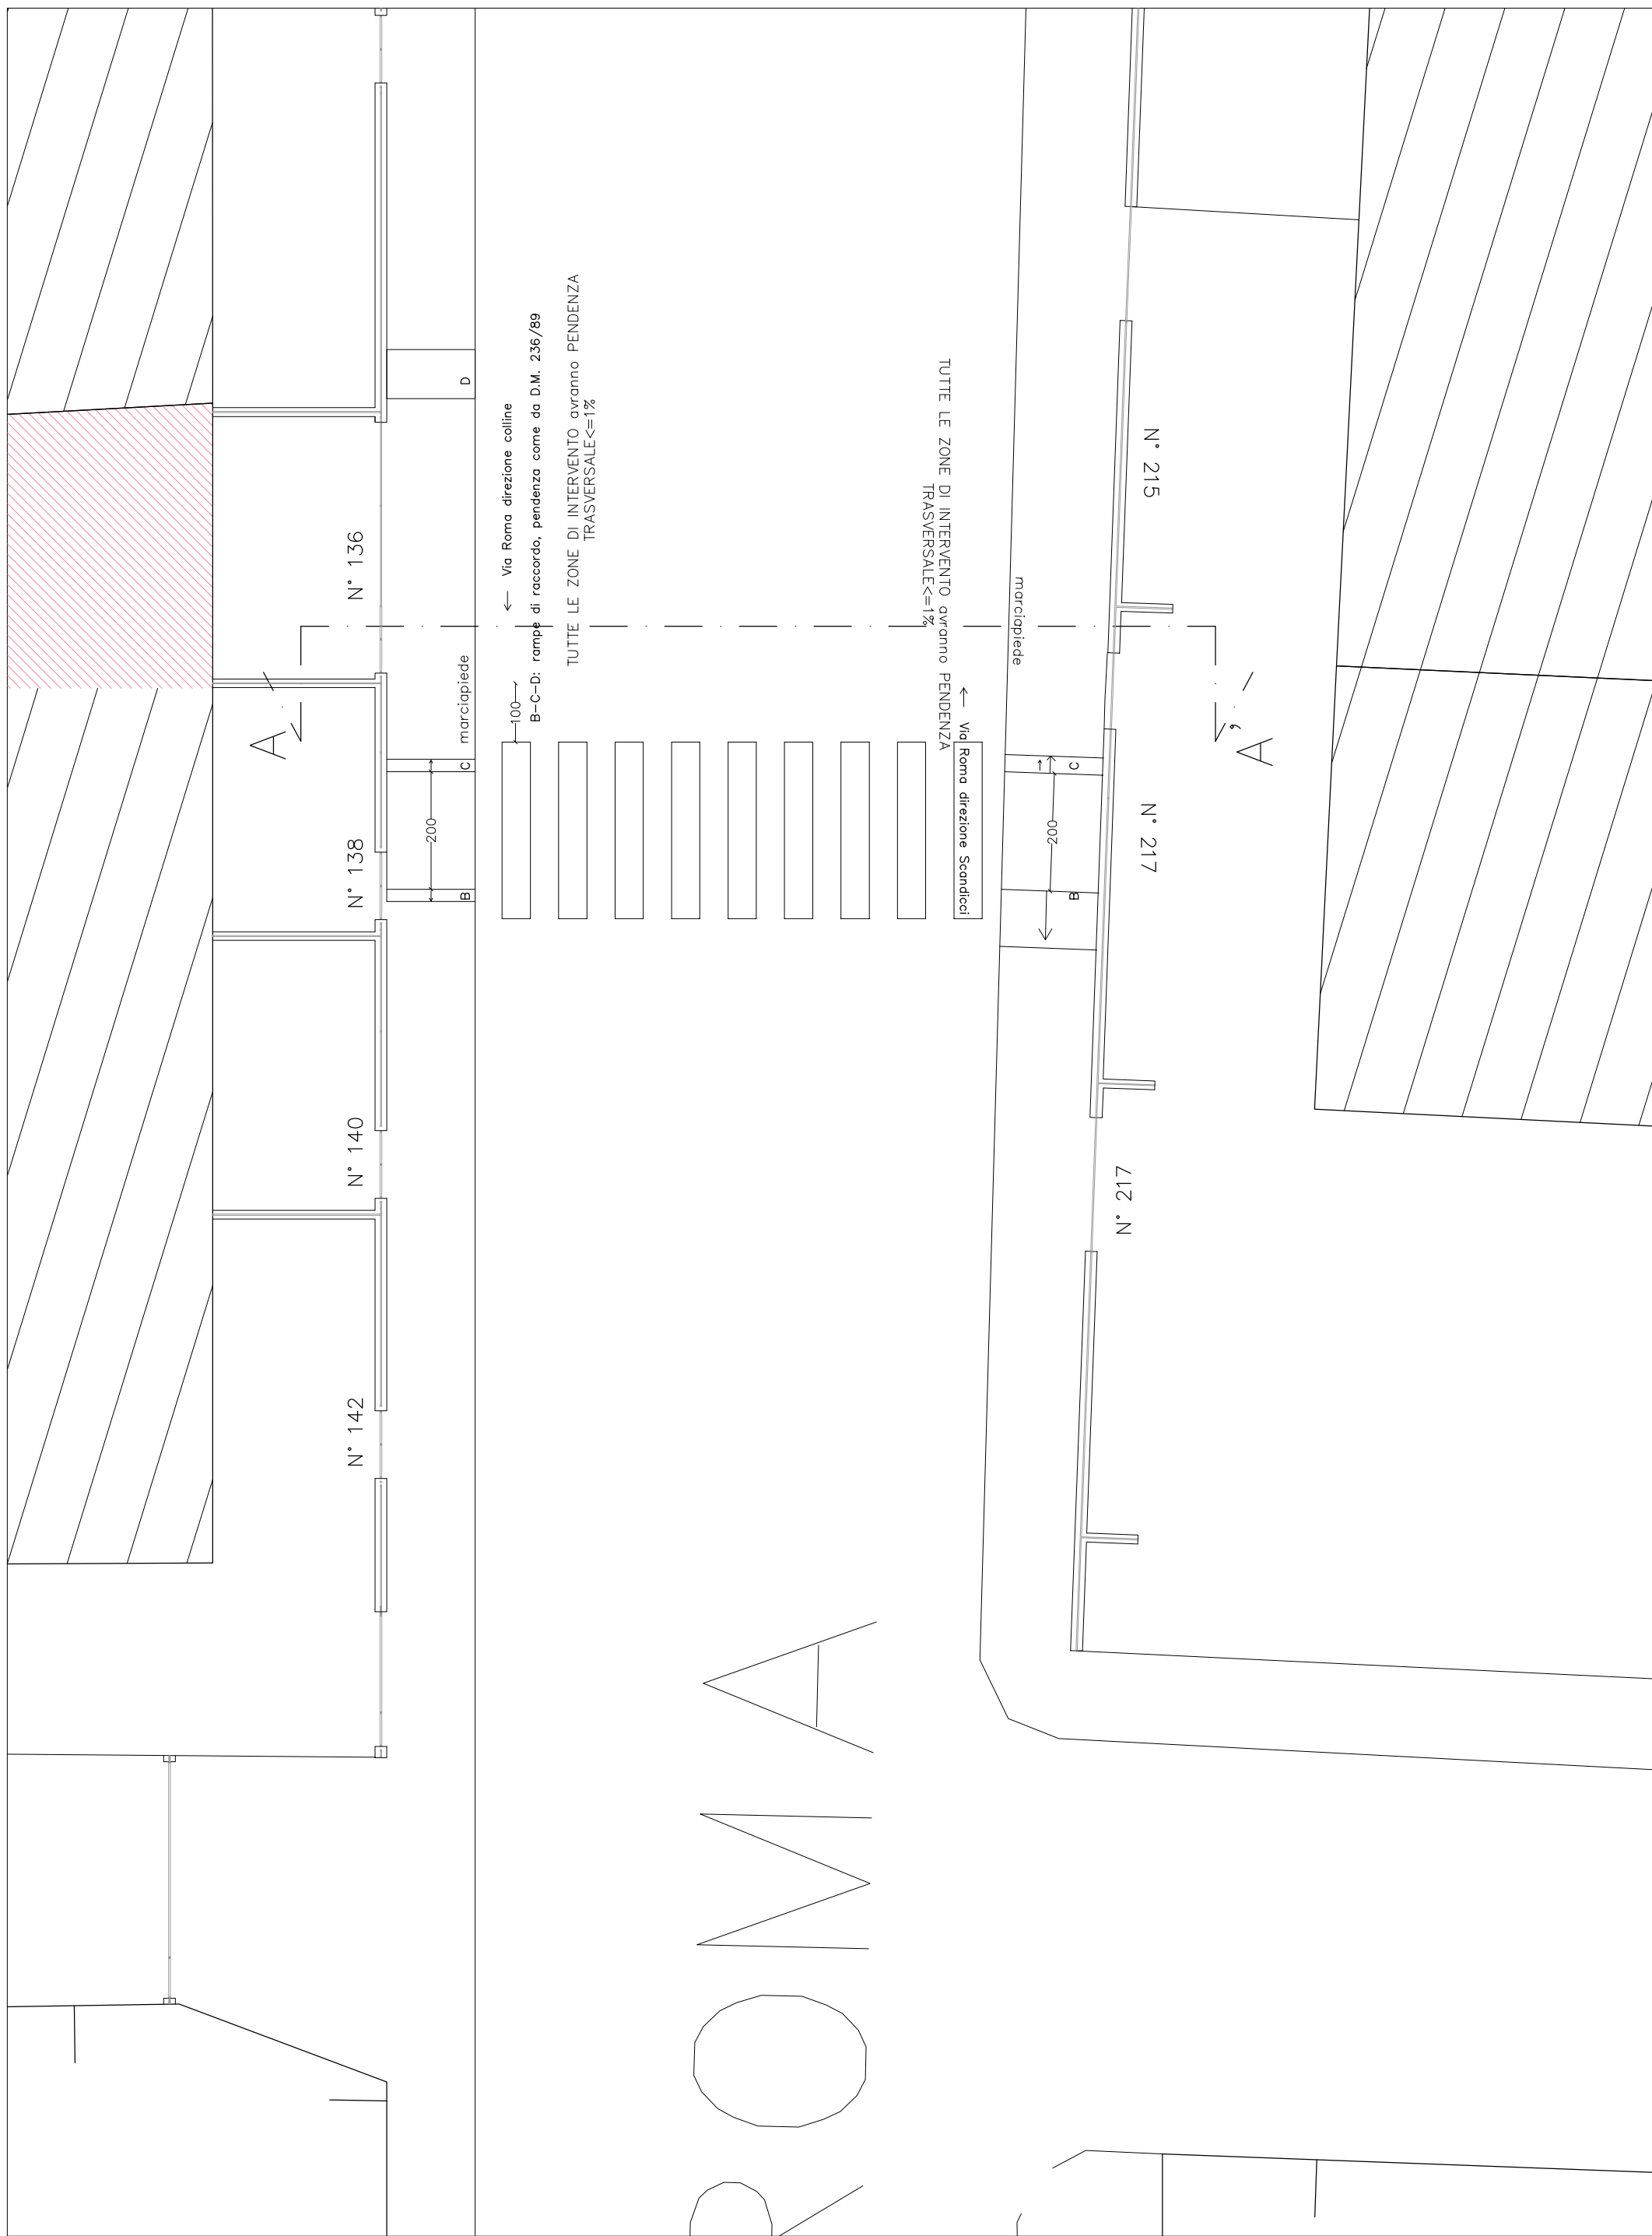 N° 136
N° 138
N° 140
N° 142
A
D
marciapiede
C
200
B
100
← Via Roma direzione colline
B-C-D: rampe di raccordo, pendenza come da D.M. 236/89
TUTTE LE ZONE DI INTERVENTO avranno PENDENZA
TRASVERSALE<=1%
TUTTE LE ZONE DI INTERVENTO avranno PENDENZA
TRASVERSALE<=1%
← Via Roma direzione Scandicci
marciapiede
C
200
B
N° 215
N° 217
N° 217
A'
ROMA